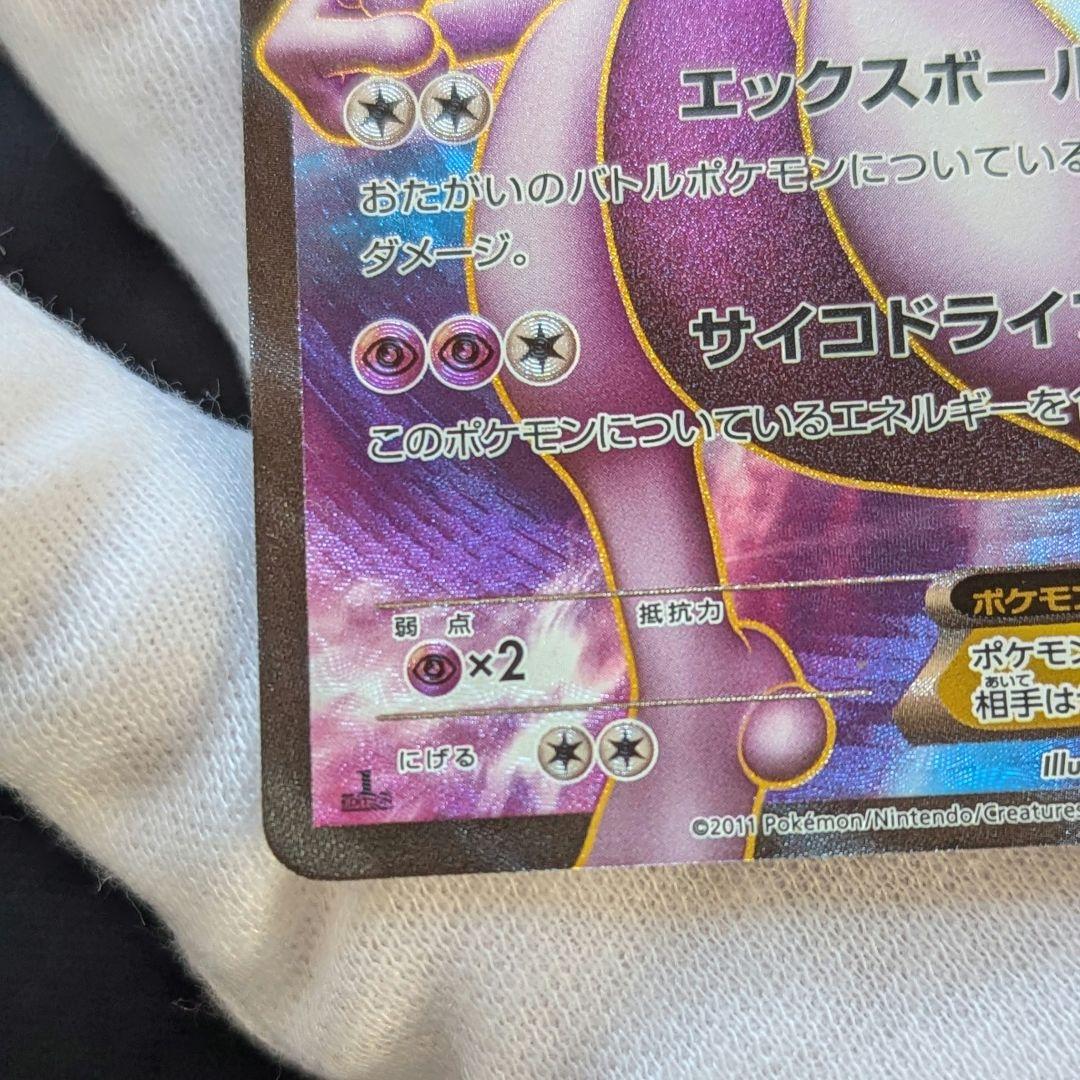 エックスボール
おたがいのバトルポケモンについている
ダメージ。
サイコドライブ
このポケモンについているエネルギーを1
弱点
抵抗力
×2
ポケモン
ポケモン
あいて
相手は
にげる
Illu
©2011 Pokémon/Nintendo/Creatures